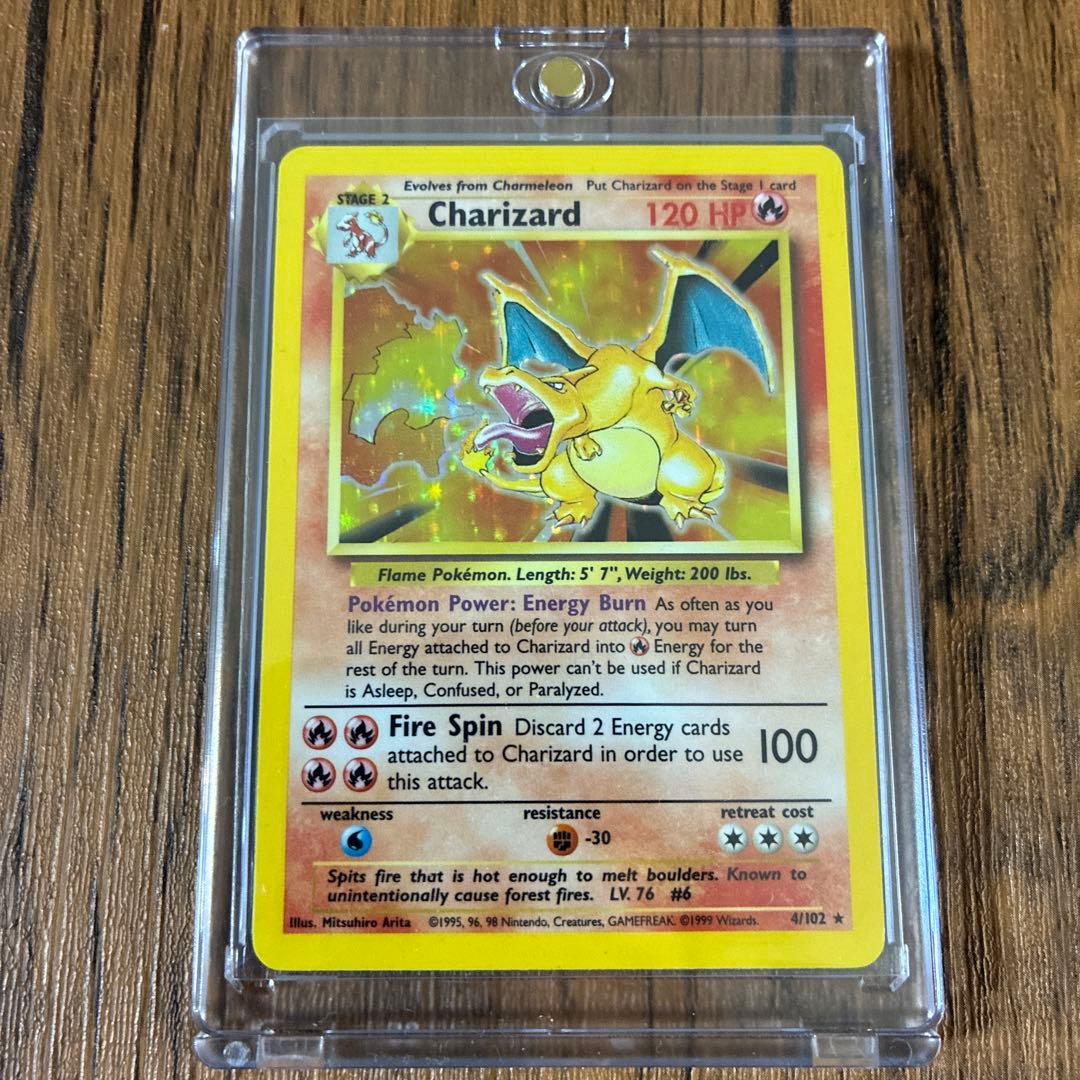 Evolves from Charmeleon Put Charizard on the Stage 1 card
STAGE 2
Charizard 120 HP
Flame Pokémon. Length: 5' 7", Weight: 200 lbs.
Pokémon Power: Energy Burn As often as you
like during your turn (before your attack), you may turn
all Energy attached to Charizard into Energy for the
rest of the turn. This power can't be used if Charizard
is Asleep, Confused, or Paralyzed.
Fire Spin Discard 2 Energy cards
attached to Charizard in order to use 100
this attack.
weakness resistance retreat cost
-30
Spits fire that is hot enough to melt boulders. Known to
unintentionally cause forest fires. LV. 76 #6
Illus. Mitsuhiro Arita ©1995, 96, 98 Nintendo, Creatures, GAMEFREAK. ©1999 Wizards. 4/102 ★